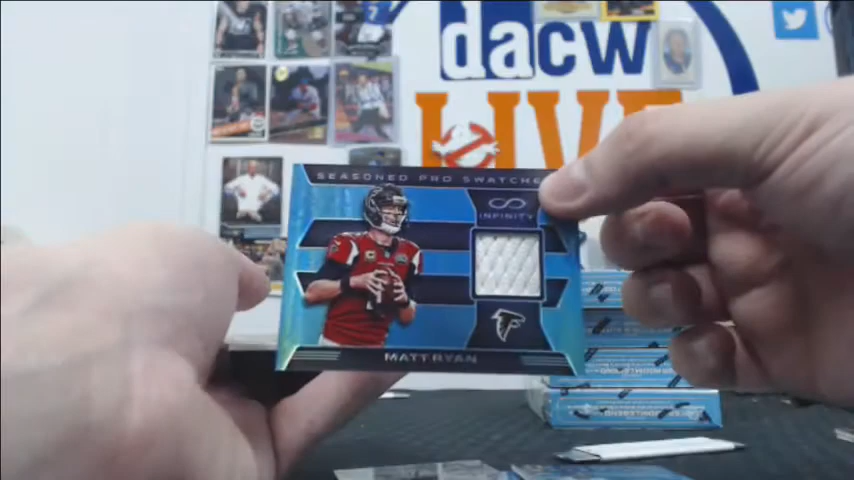 dacw
LIVE
SEASONED PRO SWATCHES
INFINITY
MATT RYAN